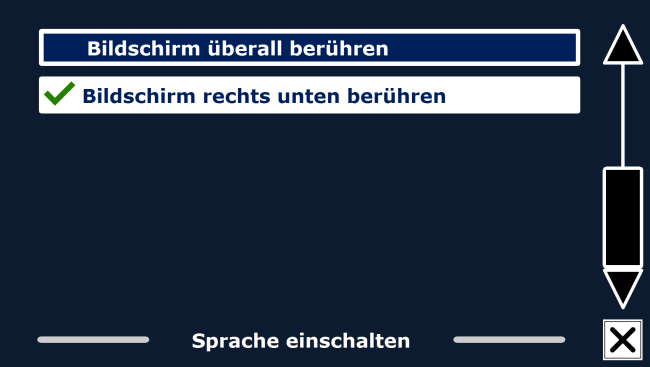 Bildschirm überall berühren
Bildschirm rechts unten berühren
Sprache einschalten